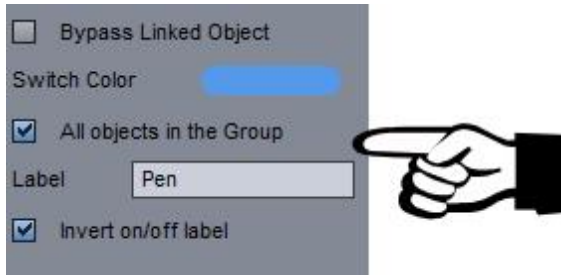 Bypass Linked Object
Switch Color
All objects in the Group
Label Pen
Invert on/off label